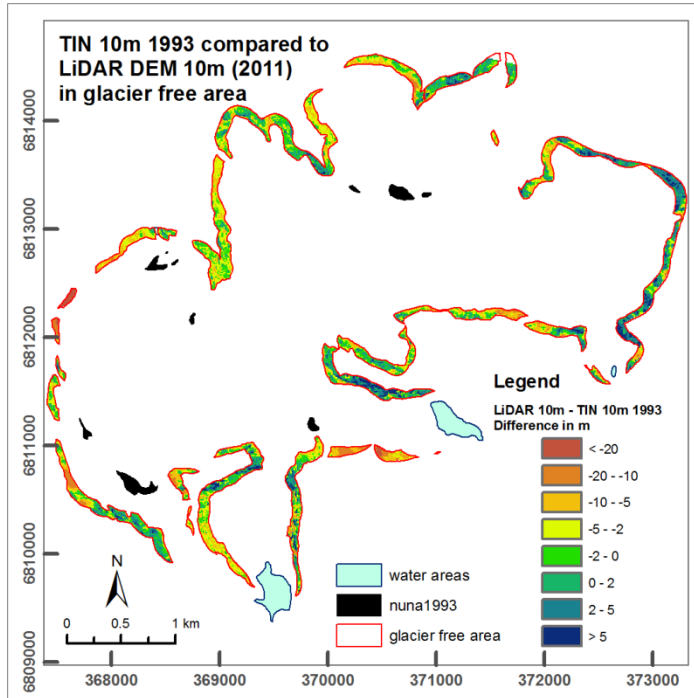 TIN 10m 1993 compared to
LiDAR DEM 10m (2011)
in glacier free area
6814000
6813000
6812000
6811000
6810000
6809000
Legend
LiDAR 10m - TIN 10m 1993
Difference in m
< -20
-20 - -10
-10 - -5
-5 - -2
-2 - 0
0 - 2
2 - 5
> 5
N
0 0.5 1 km
water areas
nuna1993
glacier free area
368000 369000 370000 371000 372000 373000